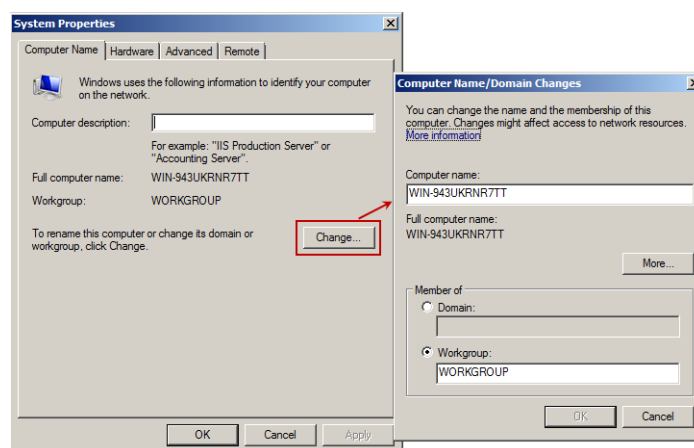 System Properties
Computer Name
Hardware
Advanced
Remote
Windows uses the following information to identify your computer
on the network.
Computer description:
For example: "IIS Production Server" or
"Accounting Server".
Full computer name:
WIN-943UKRNR7TT
Workgroup:
WORKGROUP
To rename this computer or change its domain or
workgroup, click Change.
Change...
OK
Cancel
Apply
Computer Name/Domain Changes
You can change the name and the membership of this
computer. Changes might affect access to network resources.
More information
Computer name:
WIN-943UKRNR7TT
Full computer name:
WIN-943UKRNR7TT
More...
Member of
Domain:
Workgroup:
WORKGROUP
OK
Cancel